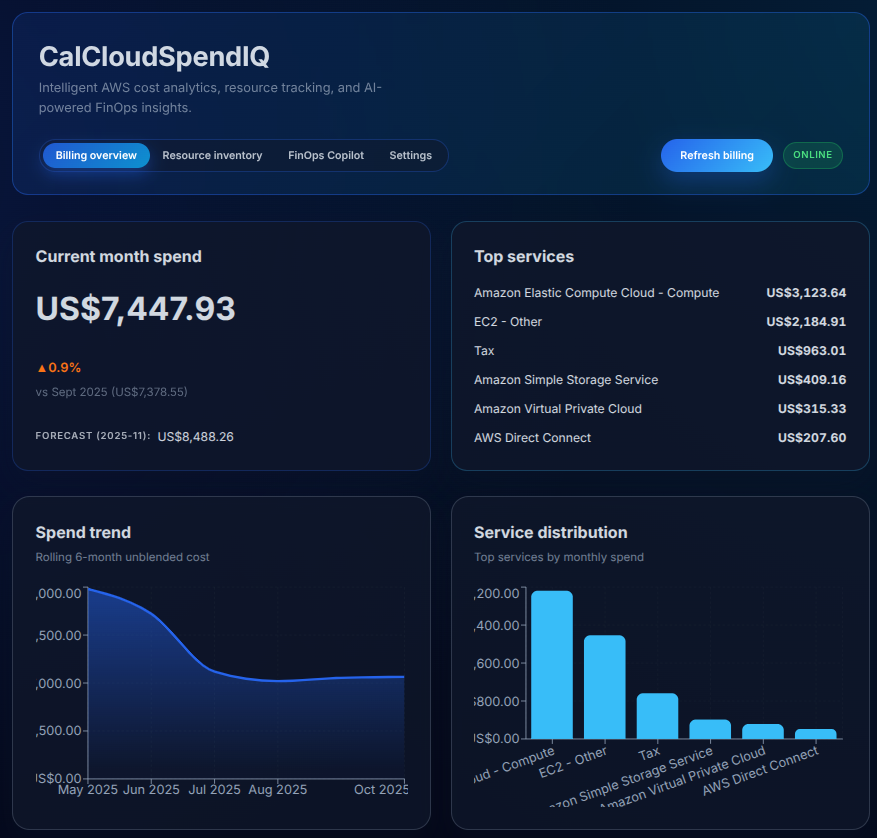 CalCloudSpendIQ
Intelligent AWS cost analytics, resource tracking, and AI-
powered FinOps insights.
Billing overview
Resource inventory
FinOps Copilot
Settings
Refresh billing
ONLINE
Current month spend
US$7,447.93
▲0.9%
vs Sept 2025 (US$7,378.55)
FORECAST (2025-11): US$8,488.26
Top services
Amazon Elastic Compute Cloud - Compute US$3,123.64
EC2 - Other US$2,184.91
Tax US$963.01
Amazon Simple Storage Service US$409.16
Amazon Virtual Private Cloud US$315.33
AWS Direct Connect US$207.60
Spend trend
Rolling 6-month unblended cost
,000.00
,500.00
,000.00
,500.00
S$0.00
May 2025 Jun 2025 Jul 2025 Aug 2025 Oct 2025
Service distribution
Top services by monthly spend
,200.00
,400.00
,600.00
$800.00
S$0.00
ud - Compute
EC2 - Other
Tax
zon Simple Storage Service
Amazon Virtual Private Cloud
AWS Direct Connect